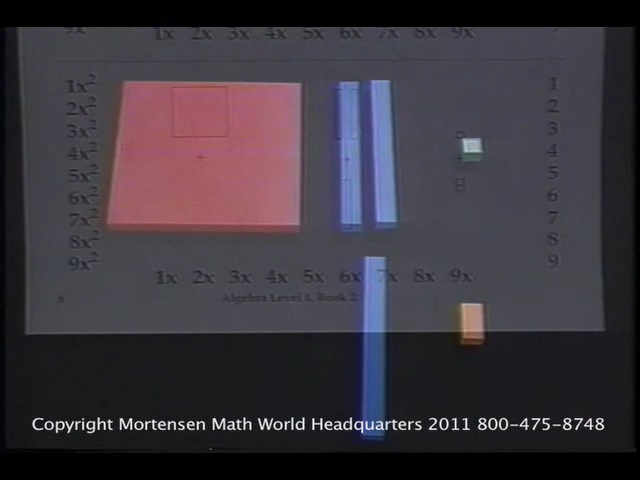 9x² 1x 2x 3x 4x 5x 6x 7x 8x 9x
1x² 1
2x² 2
3x² 3
4x² 4
5x² 5
6x² 6
7x² 7
8x² 8
9x² 1x 2x 3x 4x 5x 6x 7x 8x 9x 9
8 Algebra Level 1, Book 2
Copyright Mortensen Math World Headquarters 2011 800-475-8748